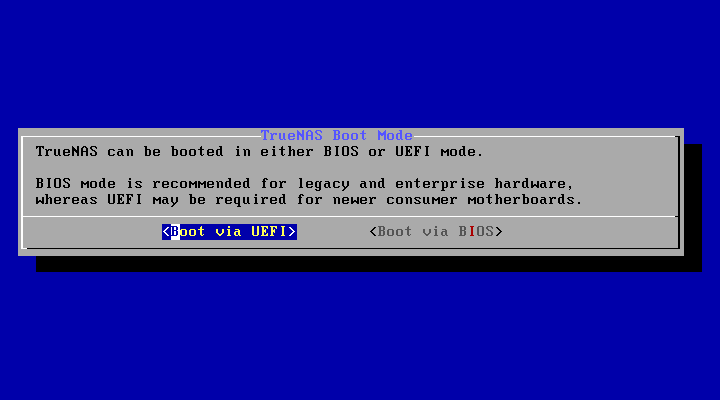 TrueNAS Boot Mode
TrueNAS can be booted in either BIOS or UEFI mode.
BIOS mode is recommended for legacy and enterprise hardware,
whereas UEFI may be required for newer consumer motherboards.
<Boot via UEFI> <Boot via BIOS>